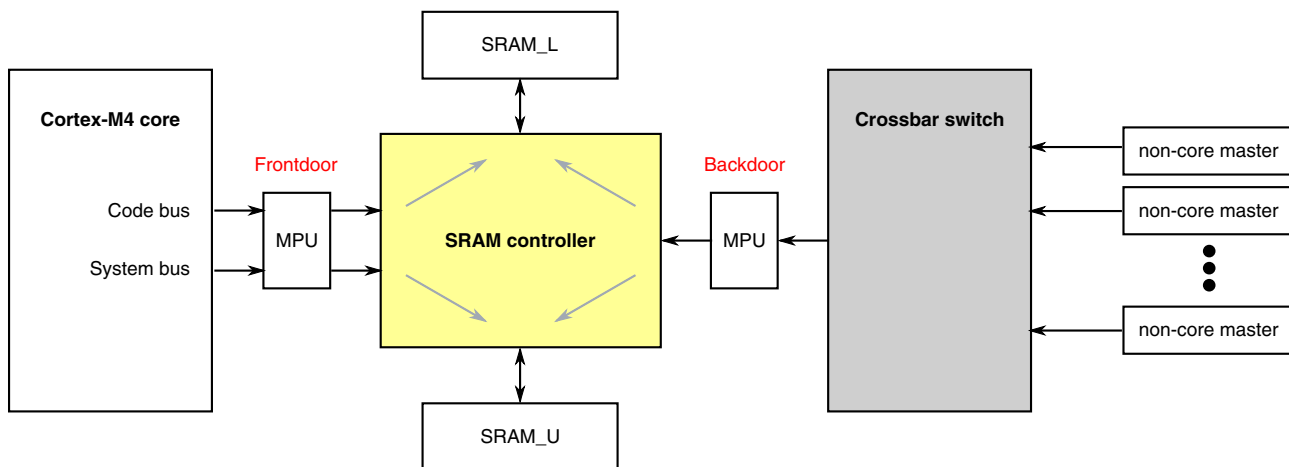 SRAM_L
Cortex-M4 core
Crossbar switch
non-core master
Frontdoor
Backdoor
non-core master
Code bus
MPU
SRAM controller
MPU
System bus
non-core master
SRAM_U